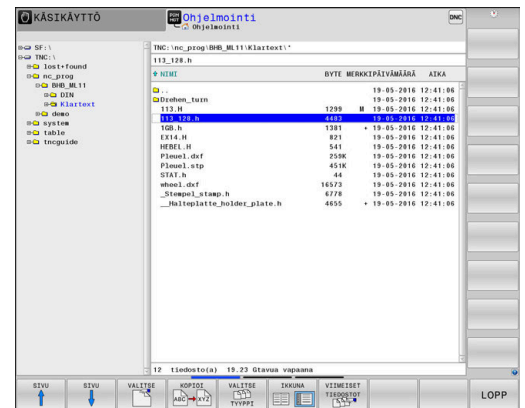 KÄSIKÄYTTÖ
PGM MGT Ohjelmointi
Ohjelmointi
DNC
SF:\
TNC:\
lost+found
nc_prog
BHB_ML11
DIN
Klartext
demo
system
table
tncguide
TNC:\nc_prog\BHB_ML11\Klartext\*
113_128.h
NIMI BYTE MERKKI PÄIVÄMÄÄRÄ AIKA
.. 19-05-2016 12:41:06
Drehen_turn 19-05-2016 12:41:06
113.H 1299 M 19-05-2016 12:41:06
113_128.h 4483 19-05-2016 12:41:06
1GB.h 1381 + 19-05-2016 12:41:06
EX14.H 821 19-05-2016 12:41:06
HEBEL.H 541 19-05-2016 12:41:06
Pleuel.dxf 259K 19-05-2016 12:41:06
Pleuel.stp 451K 19-05-2016 12:41:06
STAT.h 44 19-05-2016 12:41:06
wheel.dxf 16573 19-05-2016 12:41:06
_Stempel_stamp.h 6778 19-05-2016 12:41:06
__Halteplatte_holder_plate.h 4655 + 19-05-2016 12:41:06
12 tiedosto(a) 19.23 Gtavua vapaana
SIVU
SIVU
VALITSE
KOPIOI
ABC XYZ
VALITSE
TYYPPI
IKKUNA
VIIMEISET
TIEDOSTOT
LOPP